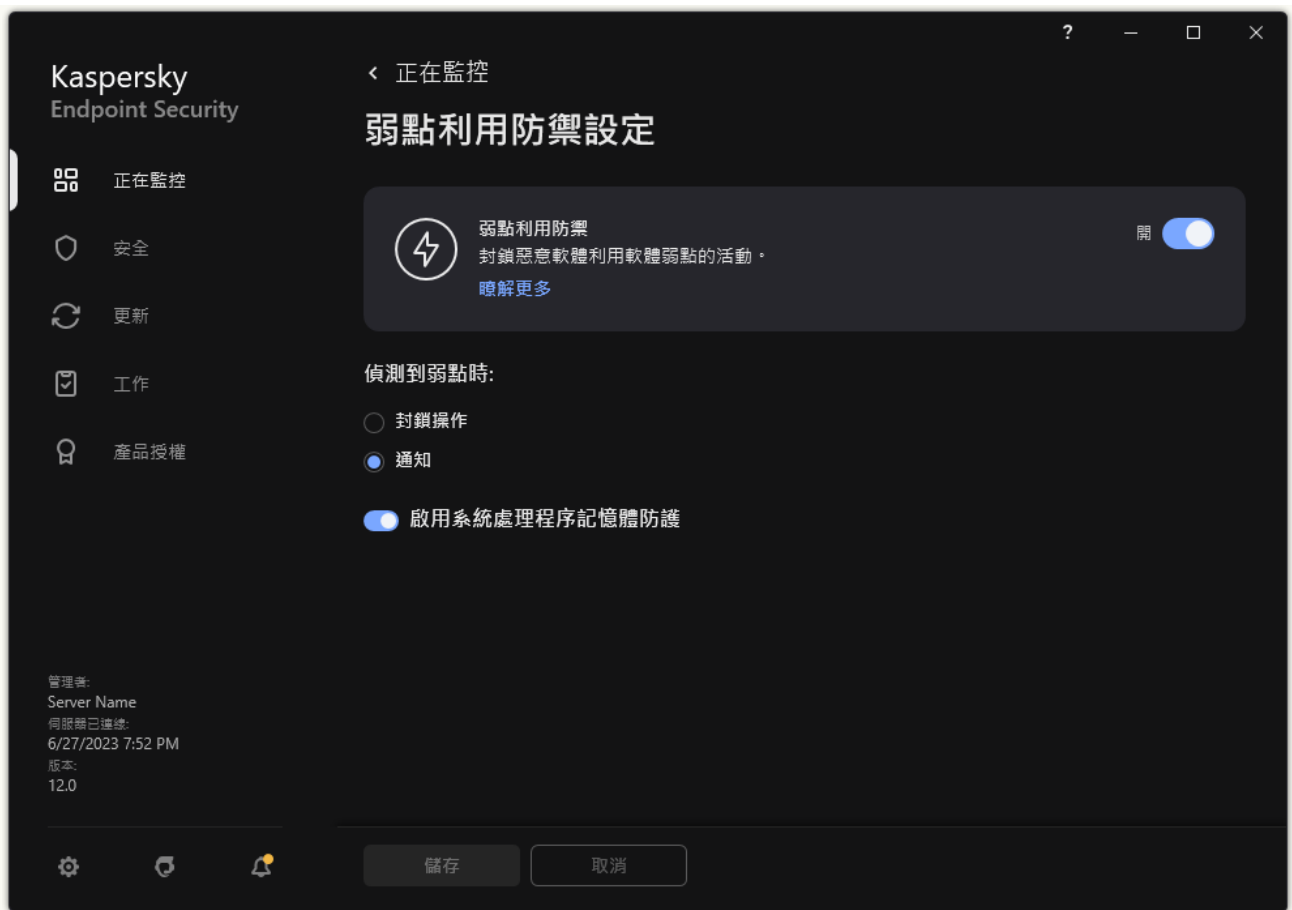 ?
Kaspersky
Endpoint Security
正在監控
安全
更新
工作
產品授權
管理者:
Server Name
伺服器已連線:
6/27/2023 7:52 PM
版本:
12.0
正在監控
弱點利用防禦設定
弱點利用防禦
封鎖惡意軟體利用軟體弱點的活動。
瞭解更多
開
偵測到弱點時:
封鎖操作
通知
啟用系統處理程序記憶體防護
儲存
取消